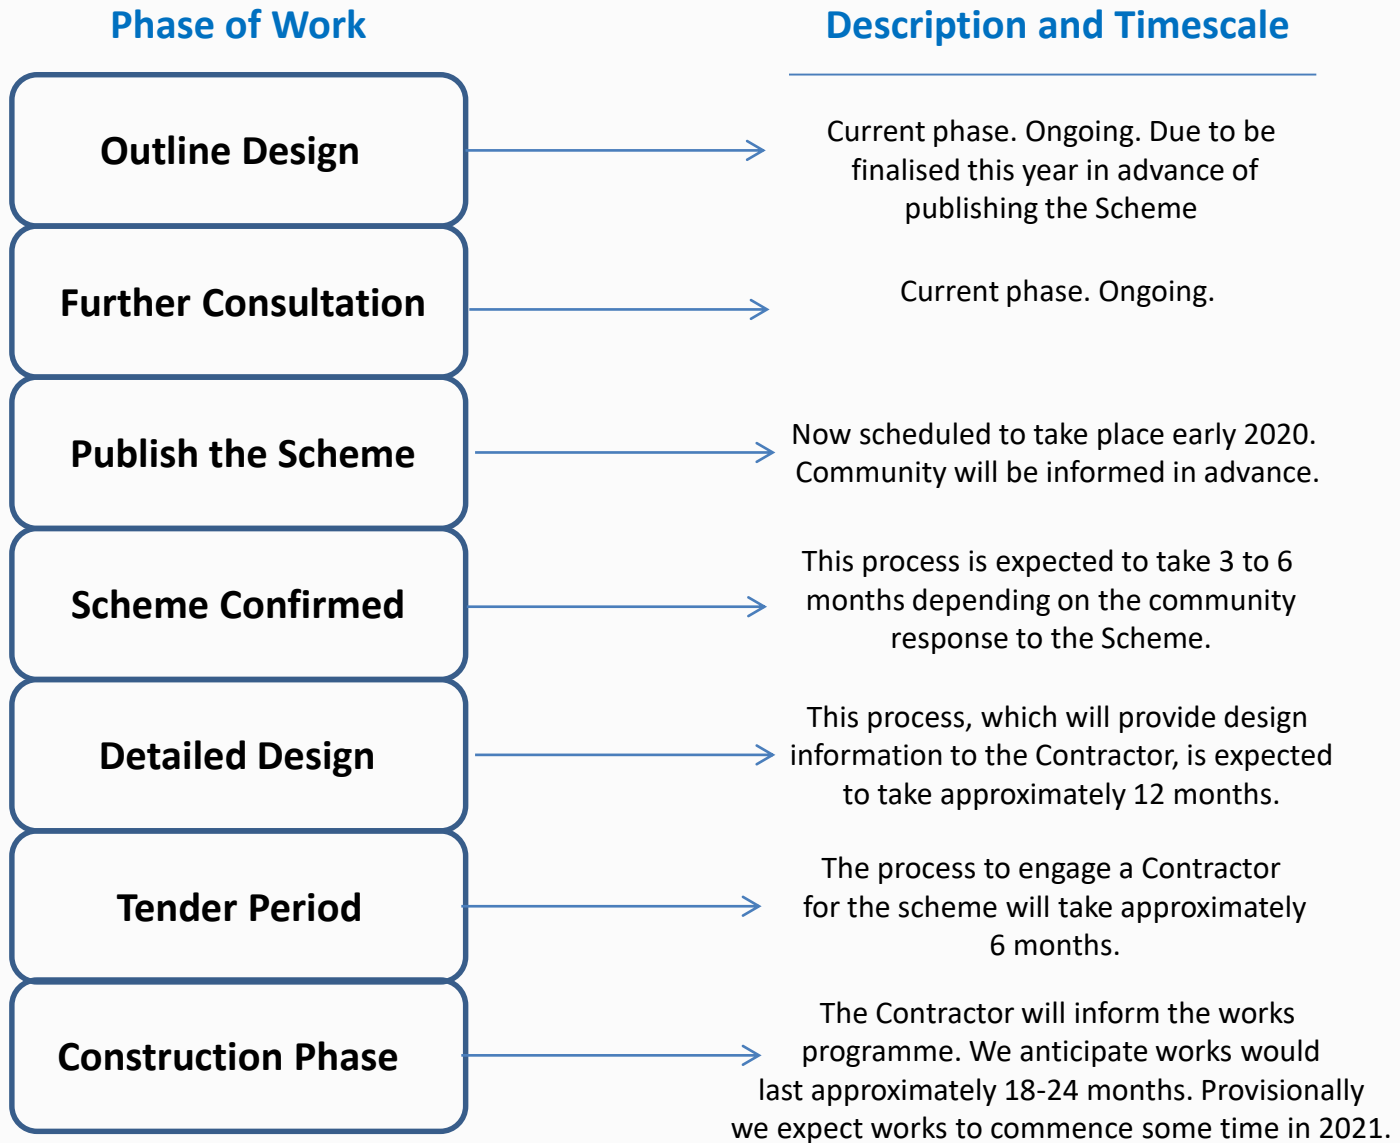 Phase of Work
Description and Timescale
Outline Design
Current phase. Ongoing. Due to be
finalised this year in advance of
publishing the Scheme
Further Consultation
Current phase. Ongoing.
Publish the Scheme
Now scheduled to take place early 2020.
Community will be informed in advance.
Scheme Confirmed
This process is expected to take 3 to 6
months depending on the community
response to the Scheme.
Detailed Design
This process, which will provide design
information to the Contractor, is expected
to take approximately 12 months.
Tender Period
The process to engage a Contractor
for the scheme will take approximately
6 months.
Construction Phase
The Contractor will inform the works
programme. We anticipate works would
last approximately 18-24 months. Provisionally
we expect works to commence some time in 2021.